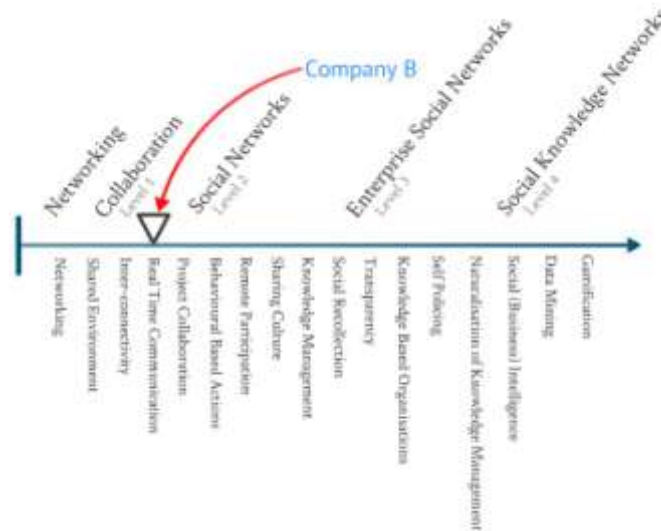 Company B
Networking
Collaboration
Level 1
Social Networks
Level 2
Enterprise Social Networks
Level 3
Social Knowledge Networks
Level 4
Networking
Shared Environment
Inter-connectivity
Real Time Communication
Project Collaboration
Behavioural Based Actions
Remote Participation
Sharing Culture
Knowledge Management
Social Recollection
Transparency
Knowledge Based Organisations
Self Policing
Naturalisation of Knowledge Management
Social (Business) Intelligence
Data Mining
Gamification